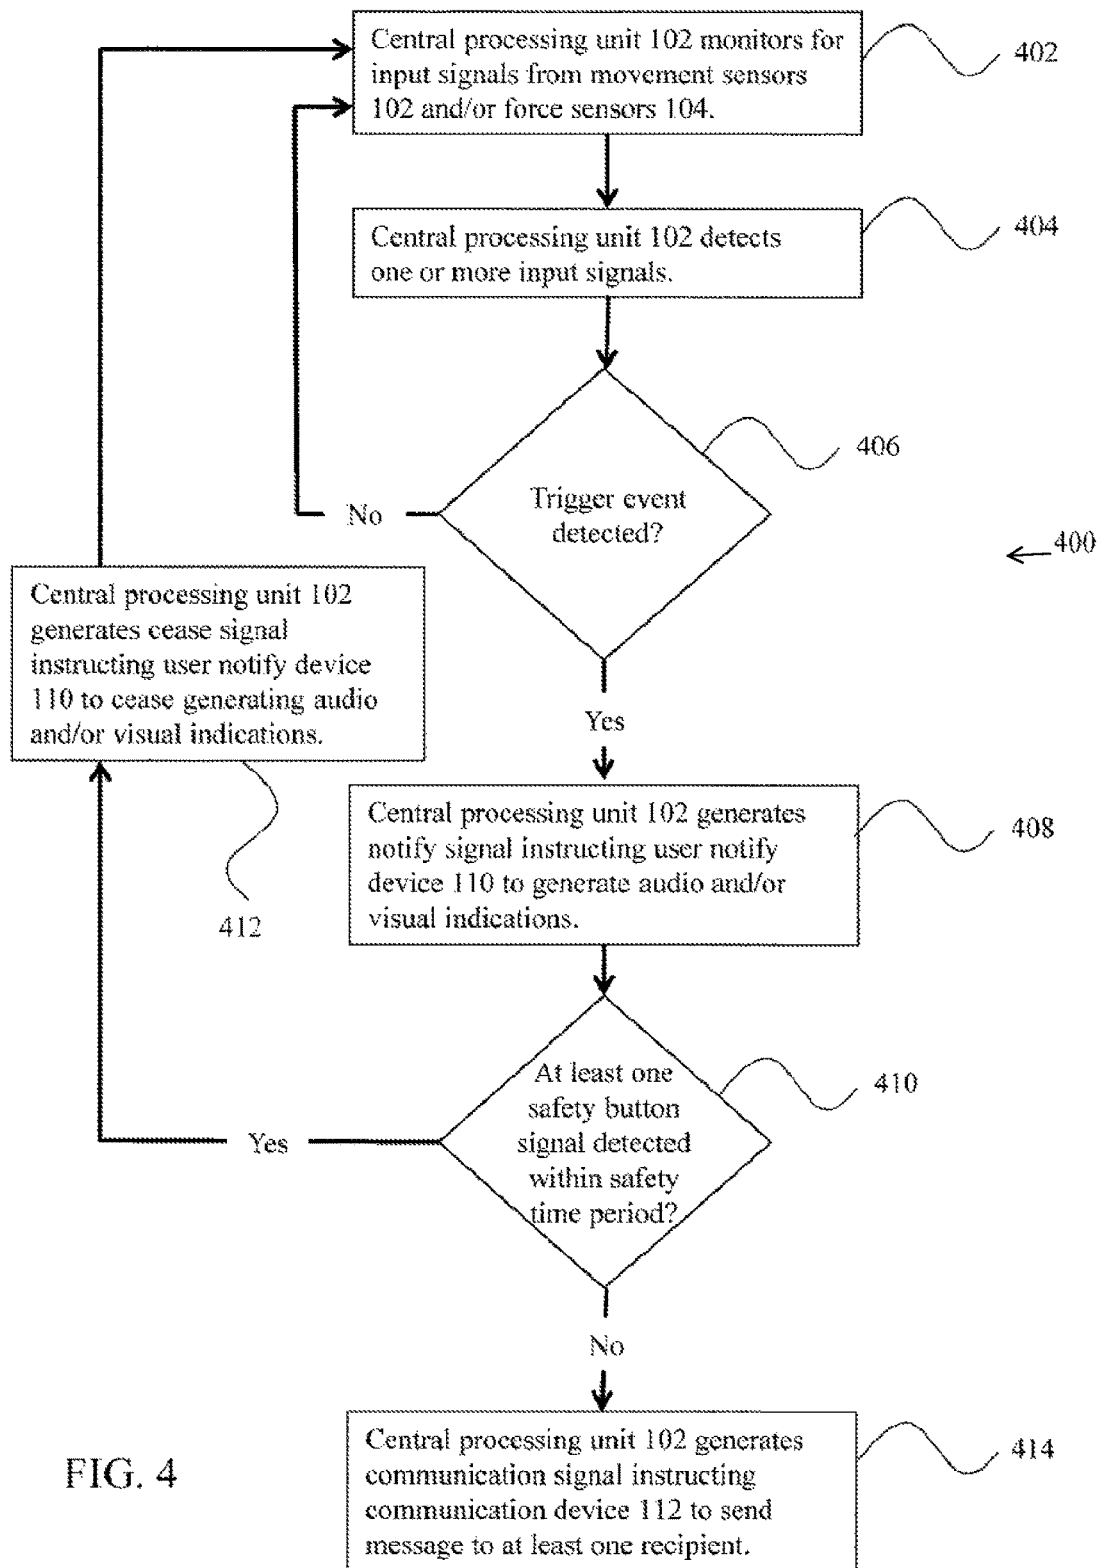 Central processing unit 102 monitors for
input signals from movement sensors
102 and/or force sensors 104.
402
Central processing unit 102 detects
one or more input signals.
404
Trigger event
detected?
406
No
400
Central processing unit 102
generates cease signal
instructing user notify device
110 to cease generating audio
and/or visual indications.
412
Yes
Central processing unit 102 generates
notify signal instructing user notify
device 110 to generate audio and/or
visual indications.
408
At least one
safety button
signal detected
within safety
time period?
410
Yes
No
Central processing unit 102 generates
communication signal instructing
communication device 112 to send
message to at least one recipient.
414
FIG. 4